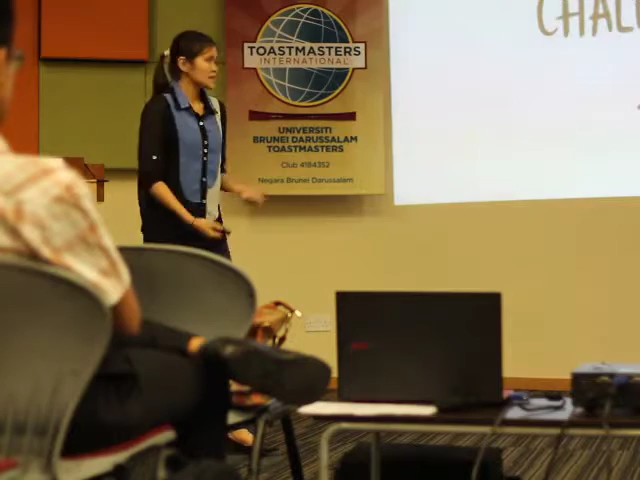 TOASTMASTERS
INTERNATIONAL
UNIVERSITI
BRUNEI DARUSSALAM
TOASTMASTERS
Club 4184352
Negara Brunei Darussalam
CHAL